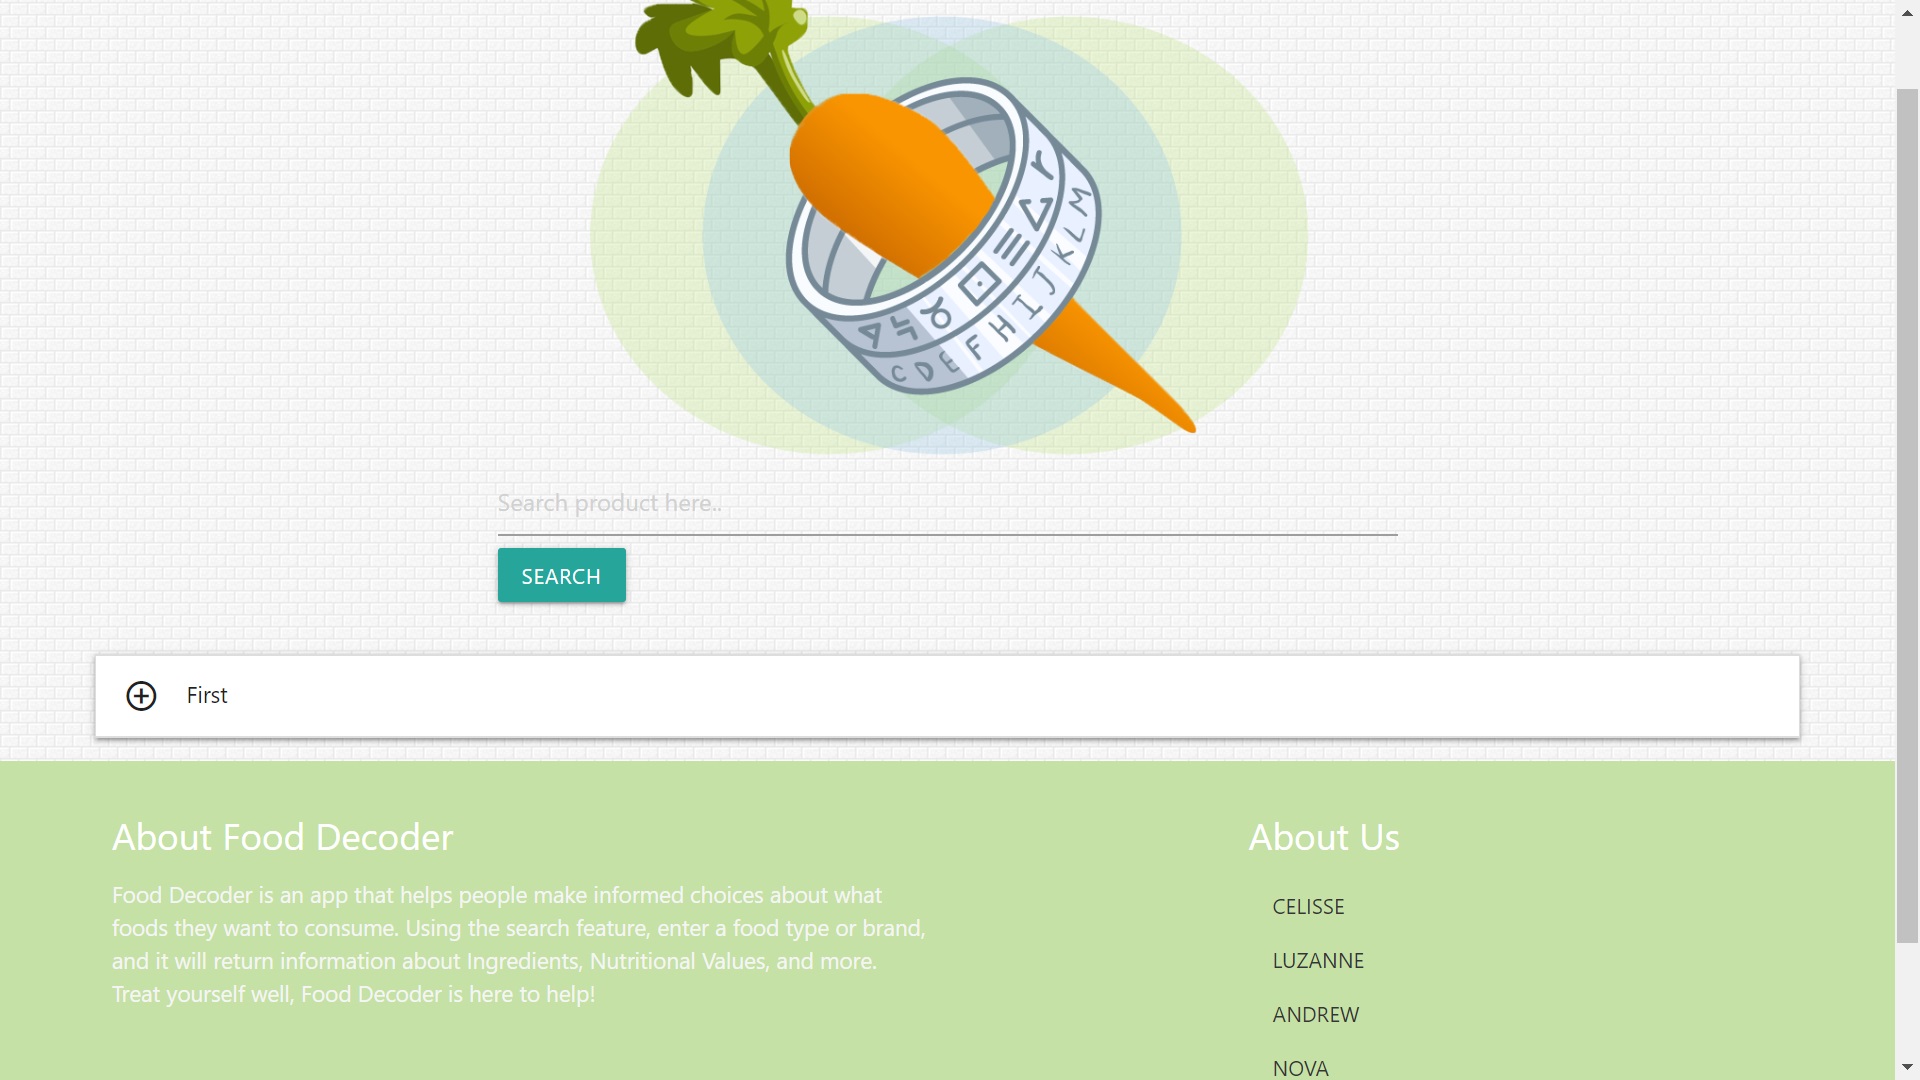 C D E F H I J K L M
Search product here..
SEARCH
First
About Food Decoder
Food Decoder is an app that helps people make informed choices about what
foods they want to consume. Using the search feature, enter a food type or brand,
and it will return information about Ingredients, Nutritional Values, and more.
Treat yourself well, Food Decoder is here to help!
About Us
CELISSE
LUZANNE
ANDREW
NOVA